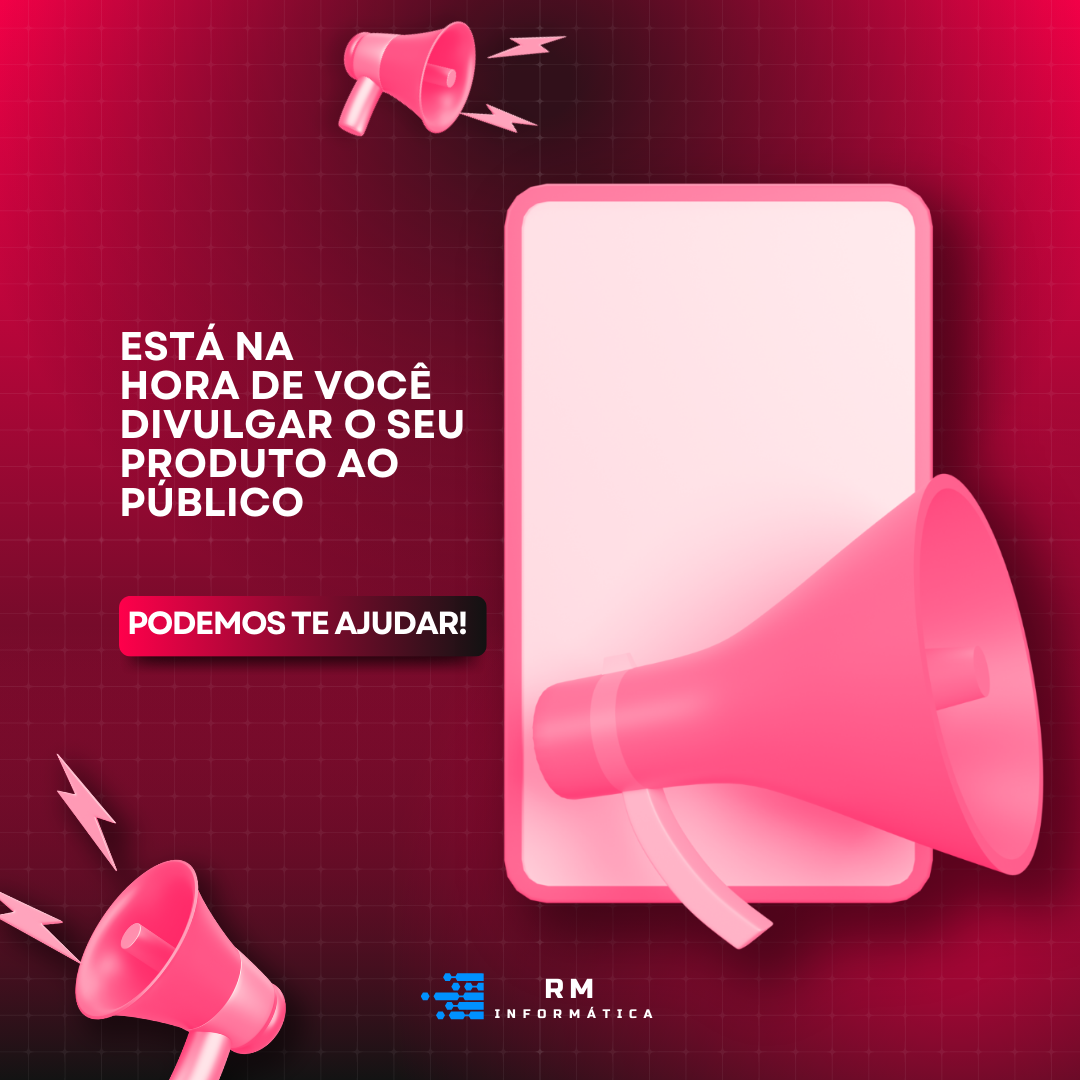 ESTÁ NA
HORA DE VOCÊ
DIVULGAR O SEU
PRODUTO AO
PÚBLICO
PODEMOS TE AJUDAR!
RM
INFORMÁTICA